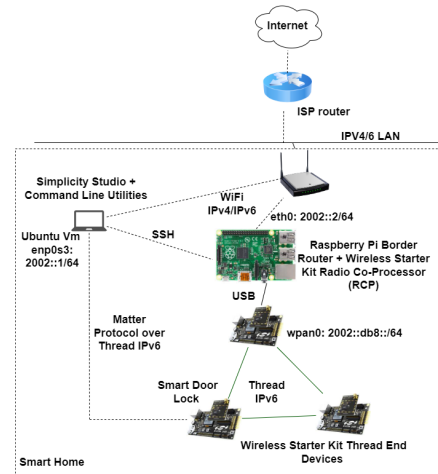 Internet
ISP router
IPV4/6 LAN
Simplicity Studio +
Command Line Utilities
WiFi
IPv4/IPv6
eth0: 2002::2/64
Ubuntu Vm
enp0s3:
2002::1/64
SSH
Raspberry Pi Border
Router + Wireless Starter
Kit Radio Co-Processor
(RCP)
USB
Matter
Protocol over
Thread IPv6
wpan0: 2002::db8::/64
Smart Door
Lock
Thread
IPv6
Wireless Starter Kit Thread End
Devices
Smart Home